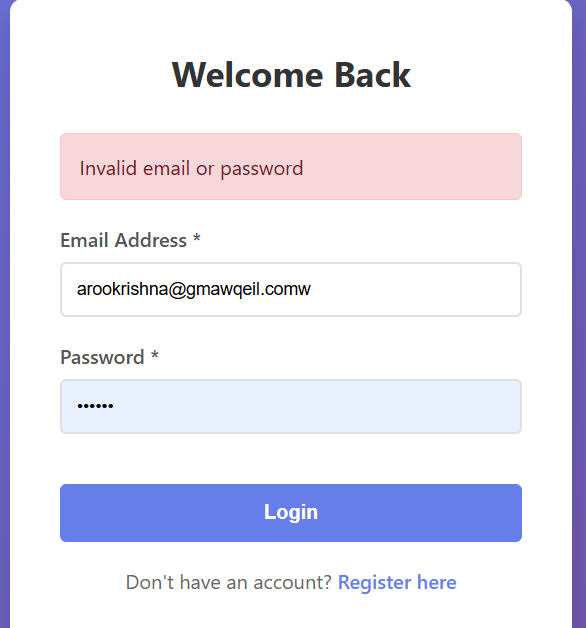 Welcome Back
Invalid email or password
Email Address *
arookrishna@gmawqeil.comw
Password *
••••••
Login
Don't have an account? Register here